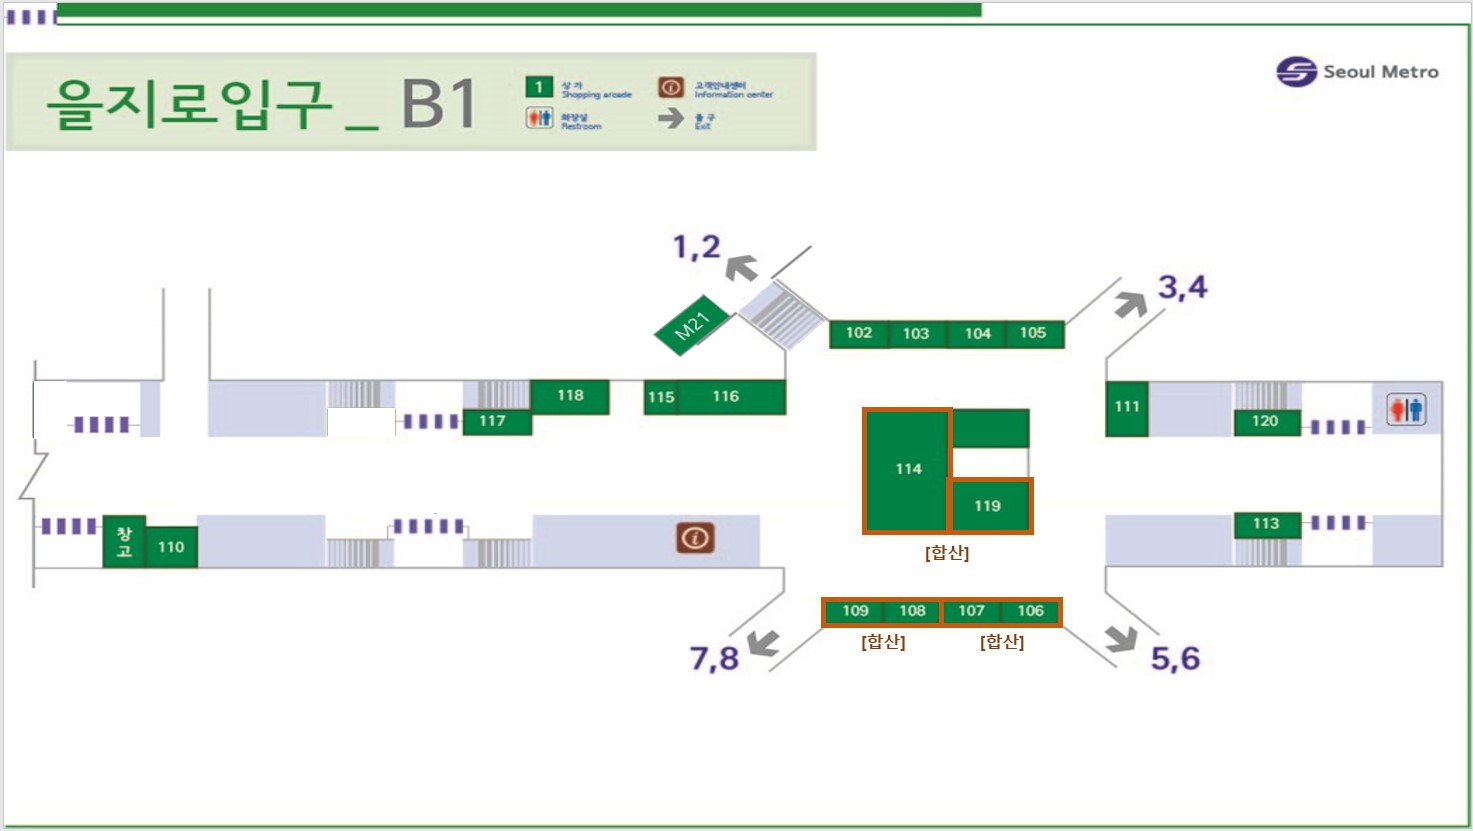 을지로입구_ B1
1 상 가
Shopping arcade
고객안내센터
Information center
화장실
Restroom
출 구
Exit
Seoul Metro
1,2
3,4
M21
102 103 104 105
118
115 116
117
111
120
114
119
[합산]
창고
110
113
109 108 107 106
[합산] [합산]
7,8
5,6